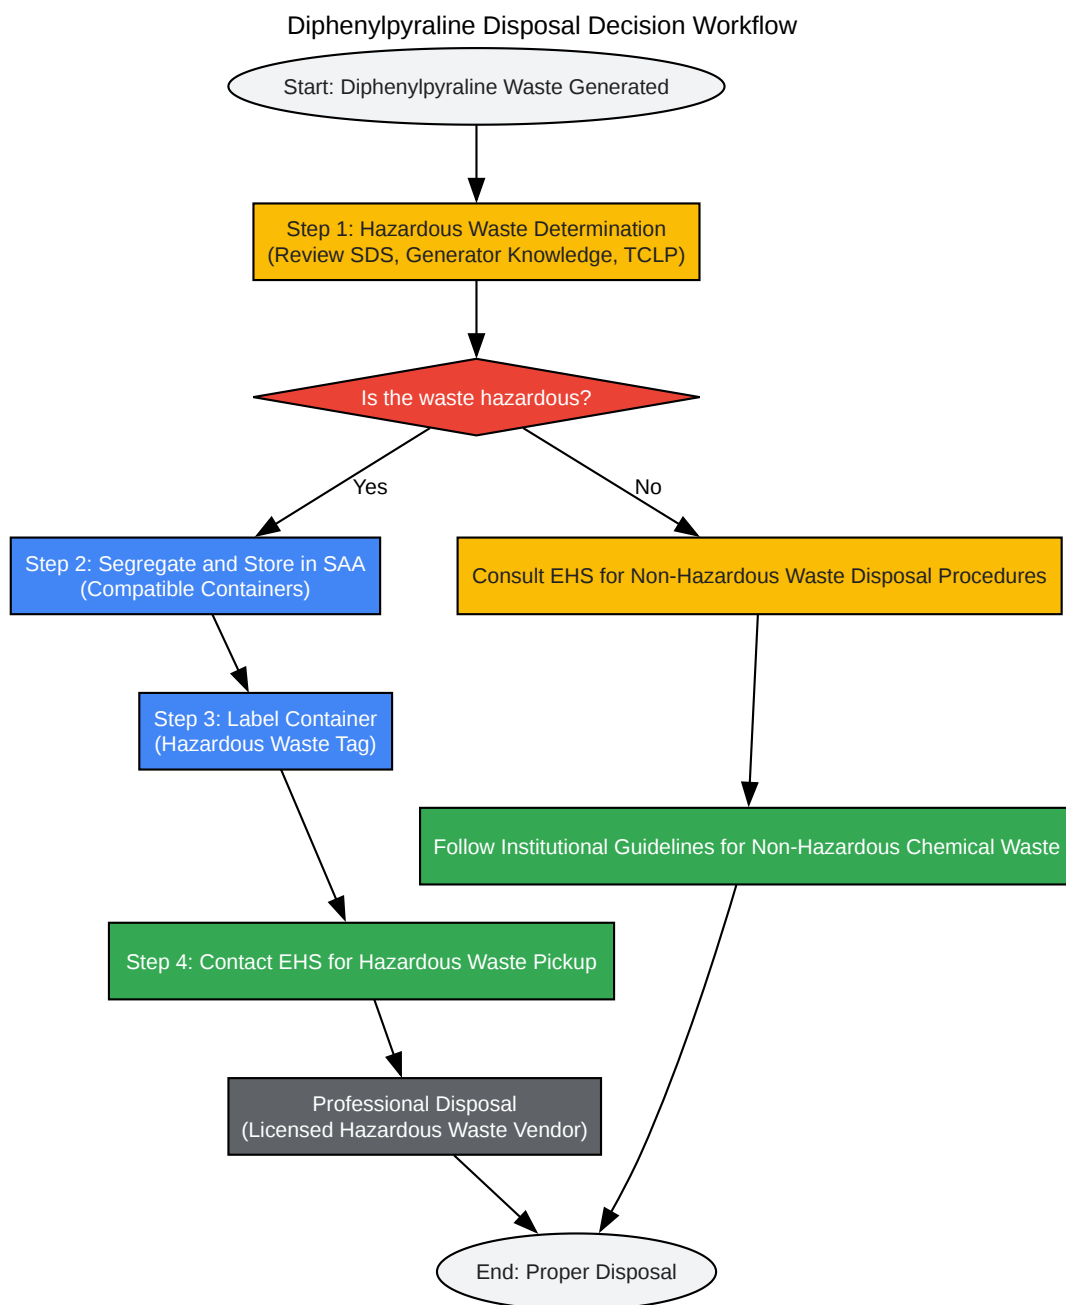 Diphenylpyraline Disposal Decision Workflow
Start: Diphenylpyraline Waste Generated
Step 1: Hazardous Waste Determination
(Review SDS, Generator Knowledge, TCLP)
Is the waste hazardous?
Yes
No
Step 2: Segregate and Store in SAA
(Compatible Containers)
Consult EHS for Non-Hazardous Waste Disposal Procedures
Step 3: Label Container
(Hazardous Waste Tag)
Follow Institutional Guidelines for Non-Hazardous Chemical Waste
Step 4: Contact EHS for Hazardous Waste Pickup
Professional Disposal
(Licensed Hazardous Waste Vendor)
End: Proper Disposal